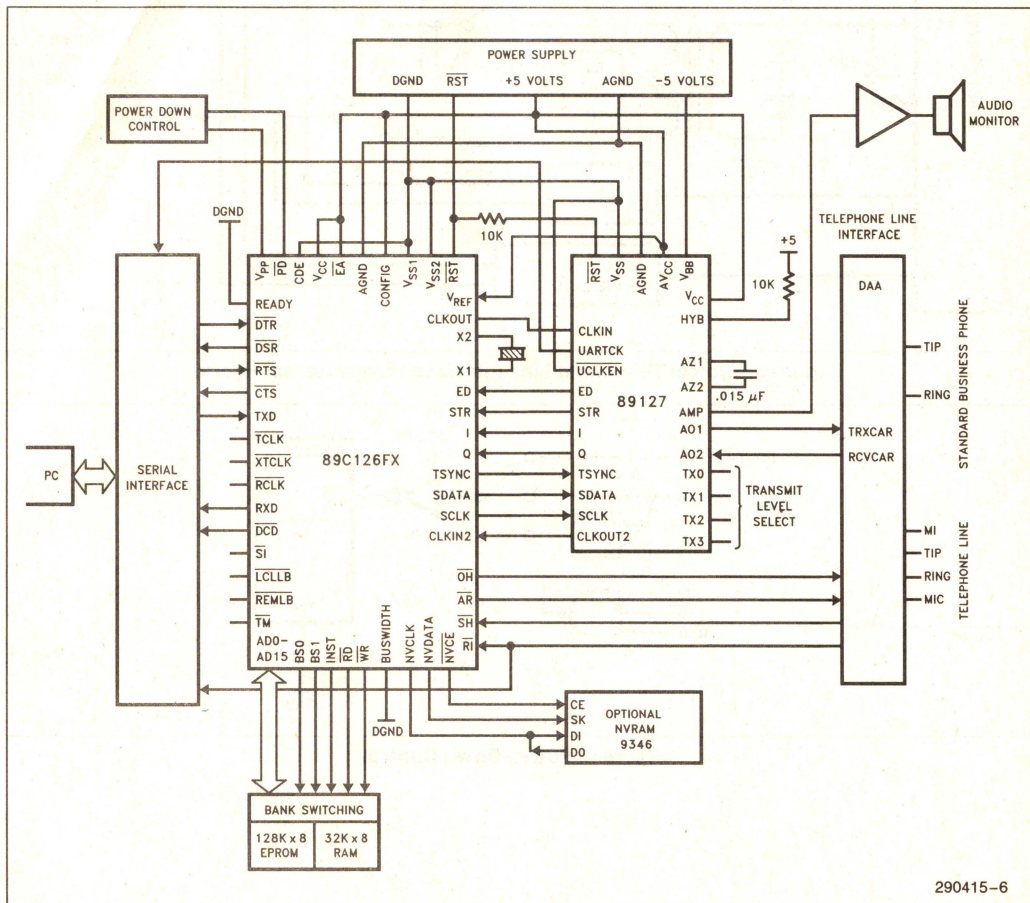 POWER SUPPLY
DGND RST +5 VOLTS AGND -5 VOLTS
POWER DOWN
CONTROL
AUDIO
MONITOR
DGND
10K
TELEPHONE LINE
INTERFACE
+5
10K
DAA
VPP
PD
CDE
VCC
EA
AGND
CONFIG
VSS1
VSS2
RST
RST
VSS
AGND
AVCC
VBB
READY
DTR
DSR
RTS
CTS
TXD
TCLK
XTCLK
RCLK
RXD
DCD
SI
LCLLB
REMLB
TM
AD0-
AD15
89C126FX
VREF
CLKOUT
X2
X1
ED
STR
I
Q
TSYNC
SDATA
SCLK
CLKIN2
OH
AR
SH
RI
BS0
BS1
INST
RD
WR
BUSWIDTH
NVCLK
NVDATA
NVCE
CLKIN
UARTCK
UCLKEN
ED
STR
I
Q
TSYNC
SDATA
SCLK
CLKOUT2
89127
VCC
HYB
AZ1
AZ2
AMP
AO1
AO2
TX0
TX1
TX2
TX3
.015 µF
TRANSMIT
LEVEL
SELECT
TRXCAR
RCVCAR
TIP
RING
STANDARD BUSINESS PHONE
MI
TIP
RING
MIC
TELEPHONE LINE
PC
SERIAL
INTERFACE
DGND
CE
SK
DI
DO
OPTIONAL
NVRAM
9346
BANK SWITCHING
128K x 8
EPROM
32K x 8
RAM
290415-6